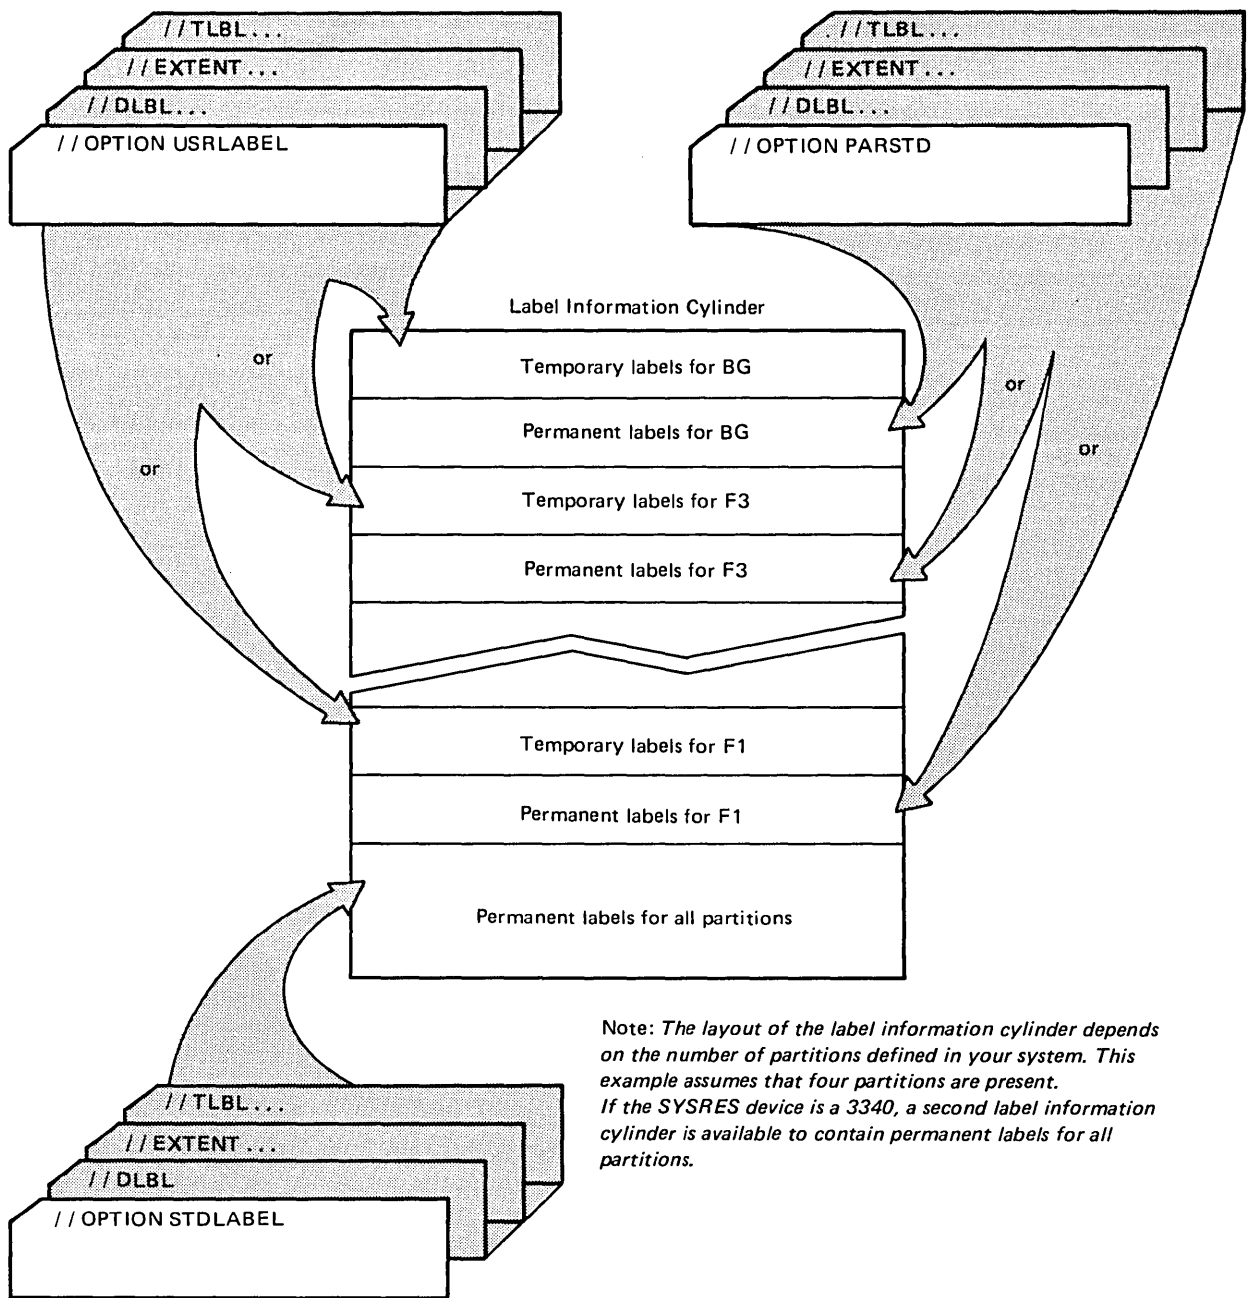 //TLBL...
//EXTENT...
//DLBL...
//OPTION USRLABEL
. //TLBL...
//EXTENT...
//DLBL...
//OPTION PARSTD
Label Information Cylinder
Temporary labels for BG
Permanent labels for BG
Temporary labels for F3
Permanent labels for F3
Temporary labels for F1
Permanent labels for F1
Permanent labels for all partitions
or
or
or
or
//TLBL...
//EXTENT...
//DLBL
//OPTION STDLABEL
Note: The layout of the label information cylinder depends
on the number of partitions defined in your system. This
example assumes that four partitions are present.
If the SYSRES device is a 3340, a second label information
cylinder is available to contain permanent labels for all
partitions.